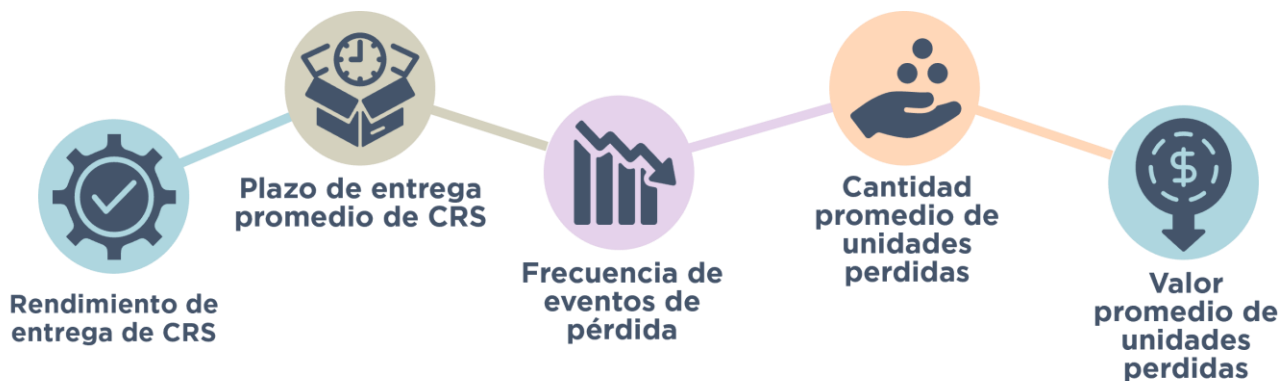 Rendimiento de
entrega de CRS
Plazo de entrega
promedio de CRS
Frecuencia de
eventos de
pérdida
Cantidad
promedio de
unidades
perdidas
$
Valor
promedio de
unidades
perdidas